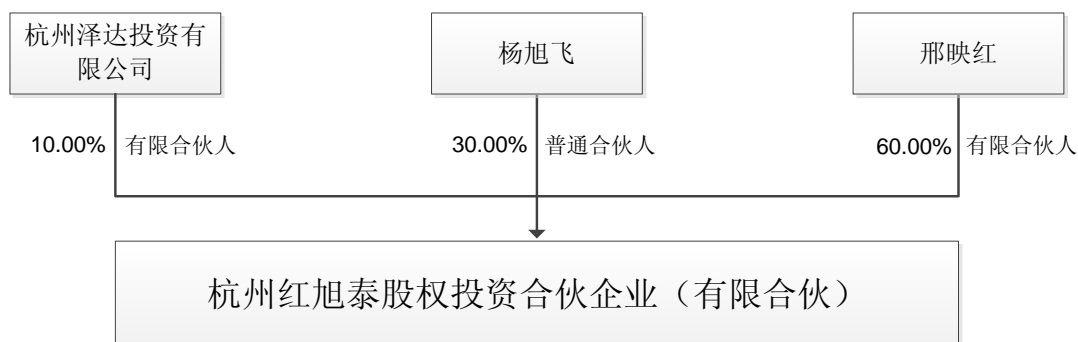 杭州泽达投资有
限公司
杨旭飞
邢映红
10.00% 有限合伙人
30.00% 普通合伙人
60.00% 有限合伙人
杭州红旭泰股权投资合伙企业（有限合伙）